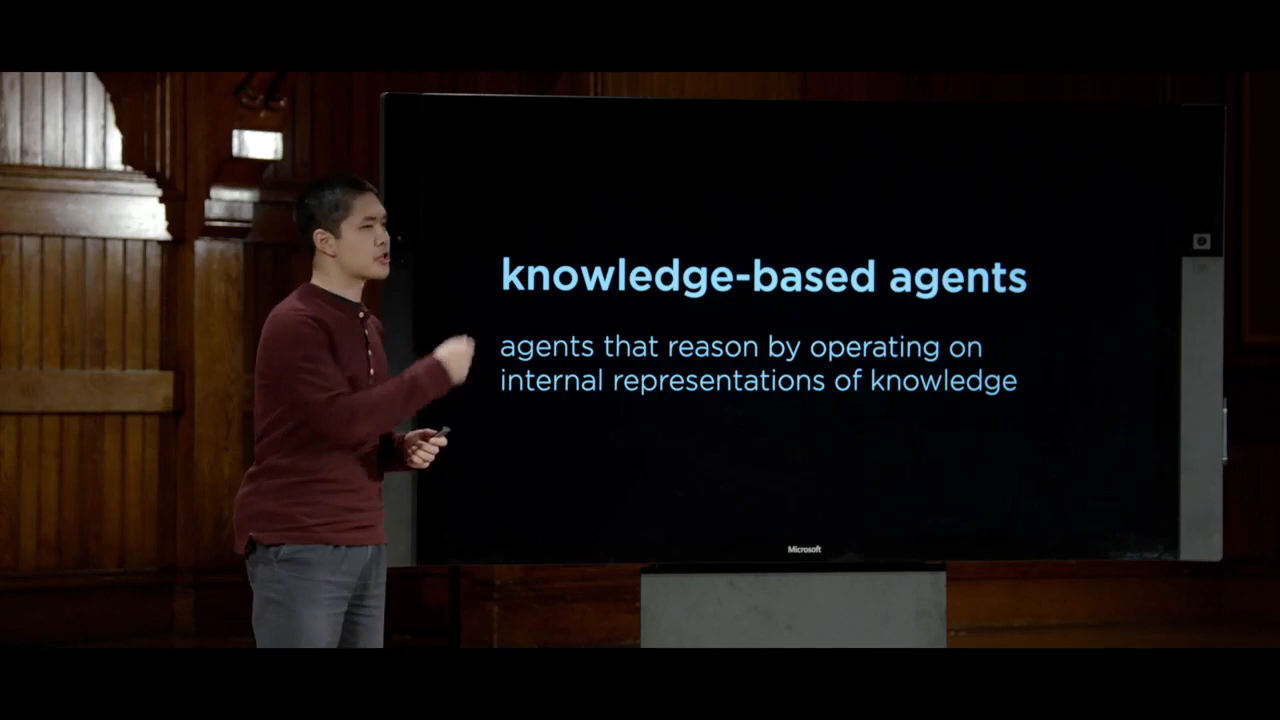 knowledge-based agents
agents that reason by operating on
internal representations of knowledge
Microsoft